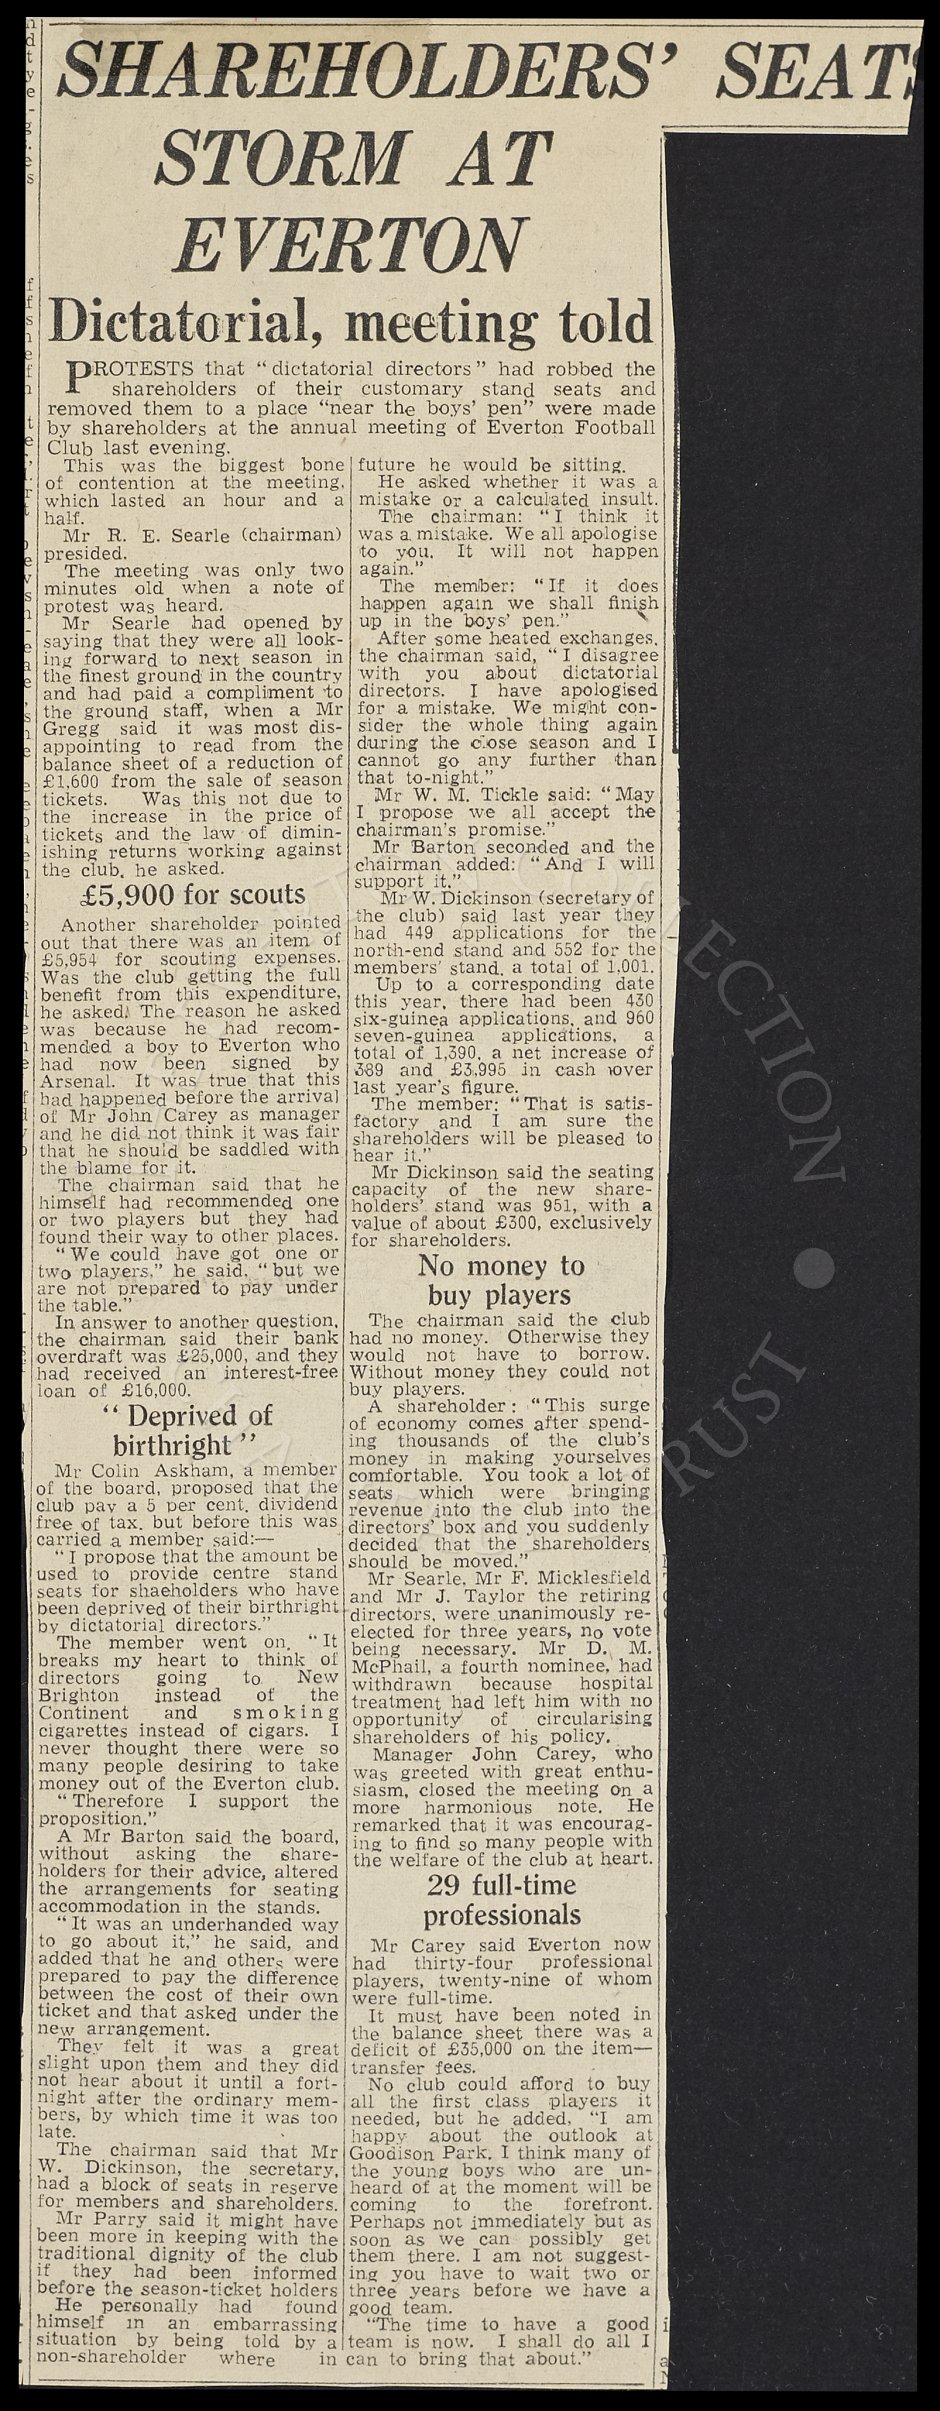 SHAREHOLDERS' SEATS
STORM AT
EVERTON
Dictatorial, meeting told
PROTESTS that "dictatorial directors" had robbed the
shareholders of their customary stand seats and
removed them to a place "near the boys' pen" were made
by shareholders at the annual meeting of Everton Football
Club last evening.
This was the biggest bone
of contention at the meeting,
which lasted an hour and a
half.
Mr R. E. Searle (chairman)
presided.
The meeting was only two
minutes old when a note of
protest was heard.
Mr Searle had opened by
saying that they were all look-
ing forward to next season in
the finest ground in the country
and had paid a compliment to
the ground staff, when a Mr
Gregg said it was most dis-
appointing to read from the
balance sheet of a reduction of
£1,600 from the sale of season
tickets. Was this not due to
the increase in the price of
tickets and the law of dimin-
ishing returns working against
the club, he asked.
£5,900 for scouts
Another shareholder pointed
out that there was an item of
£5,954 for scouting expenses.
Was the club getting the full
benefit from this expenditure,
he asked. The reason he asked
was because he had recom-
mended a boy to Everton who
had now been signed by
Arsenal. It was true that this
had happened before the arrival
of Mr John Carey as manager
and he did not think it was fair
that he should be saddled with
the blame for it.
The chairman said that he
himself had recommended one
or two players but they had
found their way to other places.
"We could have got one or
two players," he said, "but we
are not prepared to pay under
the table."
In answer to another question,
the chairman said their bank
overdraft was £25,000, and they
had received an interest-free
loan of £16,000.
"Deprived of
birthright"
Mr Colin Askham, a member
of the board, proposed that the
club pay a 5 per cent. dividend
free of tax, but before this was
carried a member said:—
"I propose that the amount be
used to provide centre stand
seats for shaeholders who have
been deprived of their birthright
by dictatorial directors."
The member went on, "It
breaks my heart to think of
directors going to New
Brighton instead of the
Continent and smoking
cigarettes instead of cigars. I
never thought there were so
many people desiring to take
money out of the Everton club.
"Therefore I support the
proposition."
A Mr Barton said the board,
without asking the share-
holders for their advice, altered
the arrangements for seating
accommodation in the stands.
"It was an underhanded way
to go about it," he said, and
added that he and others were
prepared to pay the difference
between the cost of their own
ticket and that asked under the
new arrangement.
They felt it was a great
slight upon them and they did
not hear about it until a fort-
night after the ordinary mem-
bers, by which time it was too
late.
The chairman said that Mr
W. Dickinson, the secretary,
had a block of seats in reserve
for members and shareholders.
Mr Parry said it might have
been more in keeping with the
traditional dignity of the club
if they had been informed
before the season-ticket holders
He personally had found
himself in an embarrassing
situation by being told by a
non-shareholder where in
future he would be sitting.
He asked whether it was a
mistake or a calculated insult.
The chairman: "I think it
was a mistake. We all apologise
to you. It will not happen
again."
The member: "If it does
happen again we shall finish
up in the boys' pen."
After some heated exchanges,
the chairman said, "I disagree
with you about dictatorial
directors. I have apologised
for a mistake. We might con-
sider the whole thing again
during the close season and I
cannot go any further than
that to-night."
Mr W. M. Tickle said: "May
I propose we all accept the
chairman's promise."
Mr Barton seconded and the
chairman added: "And I will
support it."
Mr W. Dickinson (secretary of
the club) said last year they
had 449 applications for the
north-end stand and 552 for the
members' stand, a total of 1,001.
Up to a corresponding date
this year, there had been 430
six-guinea applications, and 960
seven-guinea applications, a
total of 1,390, a net increase of
389 and £3,995 in cash over
last year's figure.
The member: "That is satis-
factory and I am sure the
shareholders will be pleased to
hear it."
Mr Dickinson said the seating
capacity of the new share-
holders' stand was 951, with a
value of about £300, exclusively
for shareholders.
No money to
buy players
The chairman said the club
had no money. Otherwise they
would not have to borrow.
Without money they could not
buy players.
A shareholder: "This surge
of economy comes after spend-
ing thousands of the club's
money in making yourselves
comfortable. You took a lot of
seats which were bringing
revenue into the club into the
directors' box and you suddenly
decided that the shareholders
should be moved."
Mr Searle, Mr F. Micklesfield
and Mr J. Taylor the retiring
directors, were unanimously re-
elected for three years, no vote
being necessary. Mr D. M.
McPhail, a fourth nominee, had
withdrawn because hospital
treatment had left him with no
opportunity of circularising
shareholders of his policy.
Manager John Carey, who
was greeted with great enthu-
siasm, closed the meeting on a
more harmonious note. He
remarked that it was encourag-
ing to find so many people with
the welfare of the club at heart.
29 full-time
professionals
Mr Carey said Everton now
had thirty-four professional
players, twenty-nine of whom
were full-time.
It must have been noted in
the balance sheet there was a
deficit of £35,000 on the item—
transfer fees.
No club could afford to buy
all the first class players it
needed, but he added, "I am
happy about the outlook at
Goodison Park. I think many of
the young boys who are un-
heard of at the moment will be
coming to the forefront.
Perhaps not immediately but as
soon as we can possibly get
them there. I am not suggest-
ing you have to wait two or
three years before we have a
good team.
"The time to have a good
team is now. I shall do all I
can to bring that about."